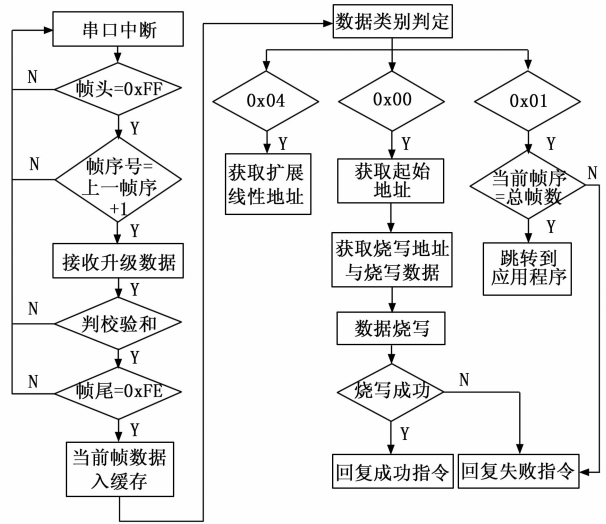 串口中断
帧头=0xFF
N
Y
帧序号=
上一帧序
+1
N
Y
接收升级数据
Y
判校验和
Y
N
帧尾=0xFE
Y
当前帧数据
入缓存
数据类别判定
0x04
0x00
0x01
Y
Y
Y
获取扩展
线性地址
获取起始
地址
当前帧序
=总帧数
N
Y
获取烧写地址
与烧写数据
跳转到
应用程序
数据烧写
烧写成功
N
Y
回复成功指令
回复失败指令